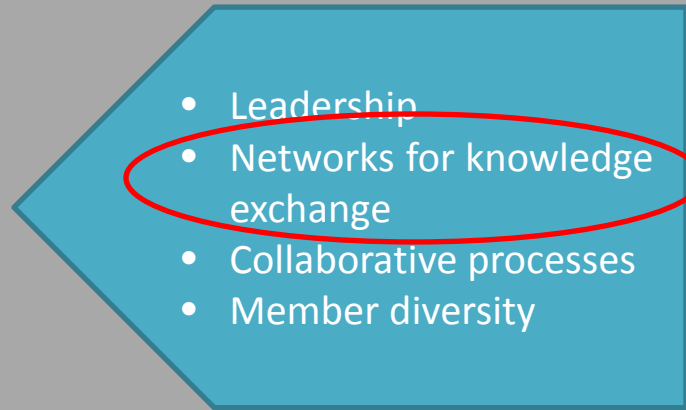 • Leadership
• Networks for knowledge
exchange
• Collaborative processes
• Member diversity